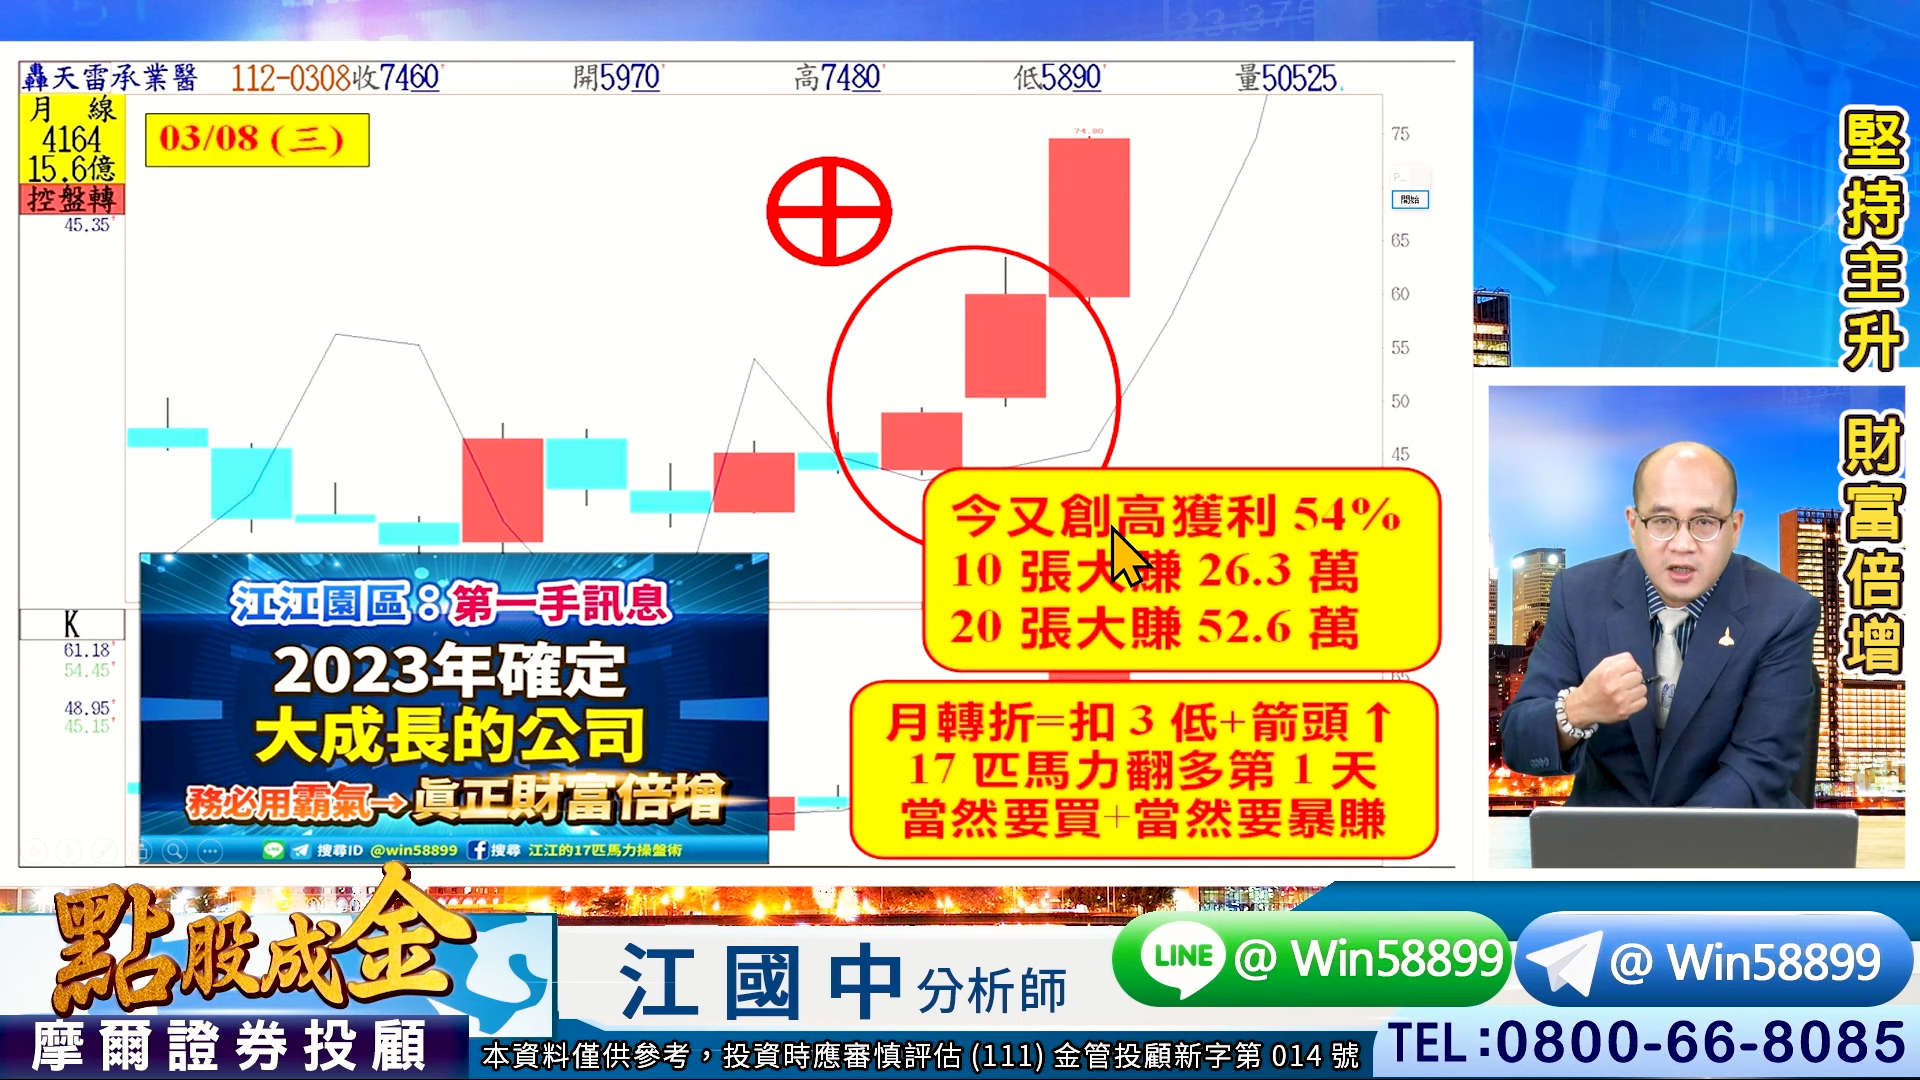 轟天雷承業醫 112-0308收7460 開5970 高7480 低5890 量50525
月 線
4164
15.6億
控盤轉
45.35
03/08 (三)
74.80
75
65
60
55
50
45
65
P...
開始
今又創高獲利 54%
10 張大賺 26.3 萬
20 張大賺 52.6 萬
月轉折=扣 3 低+箭頭↑
17 匹馬力翻多第 1 天
當然要買+當然要暴賺
K
61.18
54.45
48.95
45.15
江江園區：第一手訊息
2023年確定
大成長的公司
務必用霸氣→真正財富倍增
搜尋ID @win58899 搜尋 江江的17匹馬力操盤術
堅持主升 財富倍增
點股成金
摩爾證券投顧
江國中 分析師
LINE @ Win58899
@ Win58899
TEL:0800-66-8085
本資料僅供參考，投資時應審慎評估 (111) 金管投顧新字第 014 號